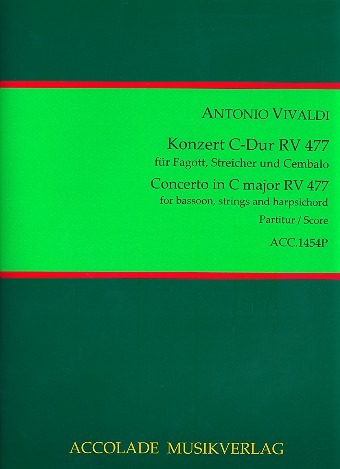 ANTONIO VIVALDI
Konzert C-Dur RV 477
für Fagott, Streicher und Cembalo
Concerto in C major RV 477
for bassoon, strings and harpsichord
Partitur / Score
ACC.1454P
ACCOLADE MUSIKVERLAG